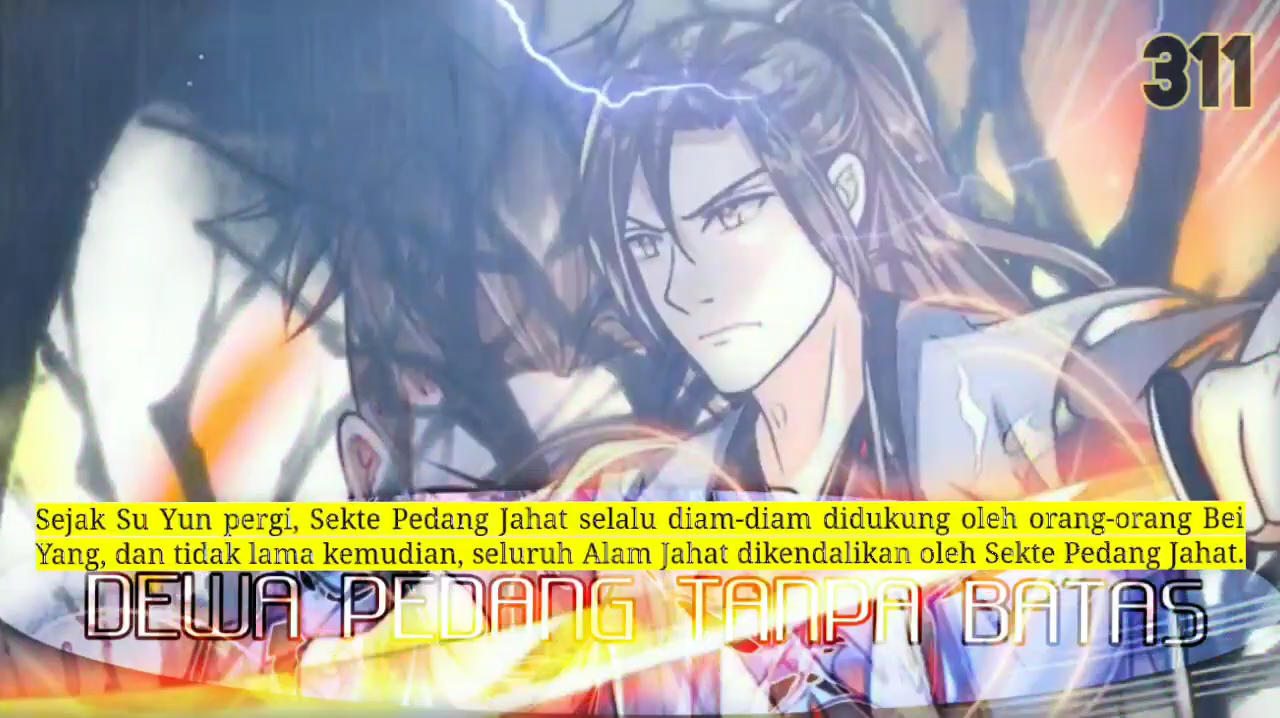 311
Sejak Su Yun pergi, Sekte Pedang Jahat selalu diam-diam didukung oleh orang-orang Bei
Yang, dan tidak lama kemudian, seluruh Alam Jahat dikendalikan oleh Sekte Pedang Jahat.
DEWA PEDANG TANPA BATAS